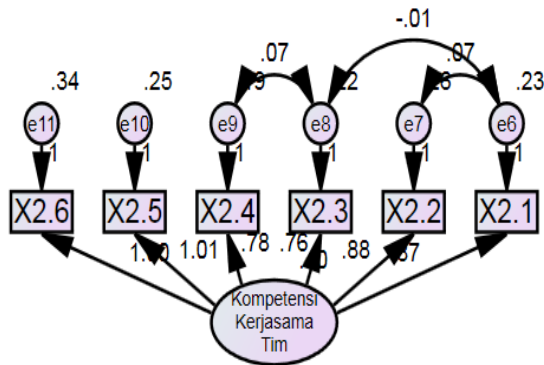 -.01
.07
.07
.34
.25
.23
e11
e10
e9
e8
e7
e6
1
1
1
1
1
1
X2.6
X2.5
X2.4
X2.3
X2.2
X2.1
1.01
.78
.76
.88
Kompetensi
Kerjasama
Tim